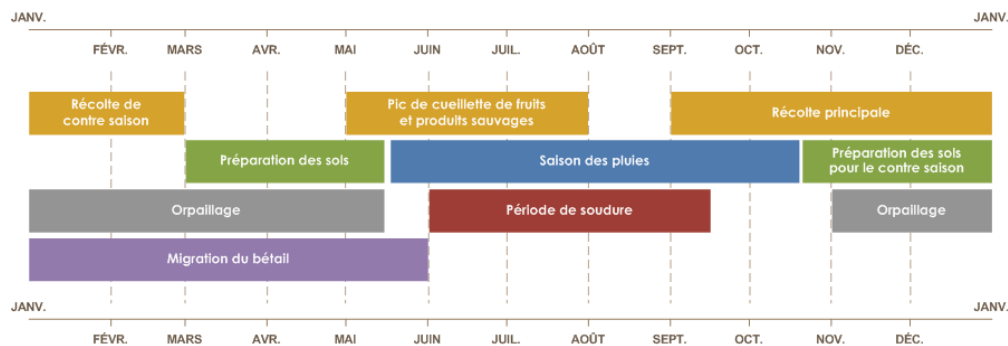 JANV.
JANV.
FÉVR.
MARS
AVR.
MAI
JUIN
JUIL.
AOÛT
SEPT.
OCT.
NOV.
DÉC.
Récolte de
contre saison
Pic de cueillette de fruits
et produits sauvages
Récolte principale
Préparation des sols
Saison des pluies
Préparation des sols
pour le contre saison
Orpaillage
Période de soudure
Orpaillage
Migration du bétail
JANV.
JANV.
FÉVR.
MARS
AVR.
MAI
JUIN
JUIL.
AOÛT
SEPT.
OCT.
NOV.
DÉC.